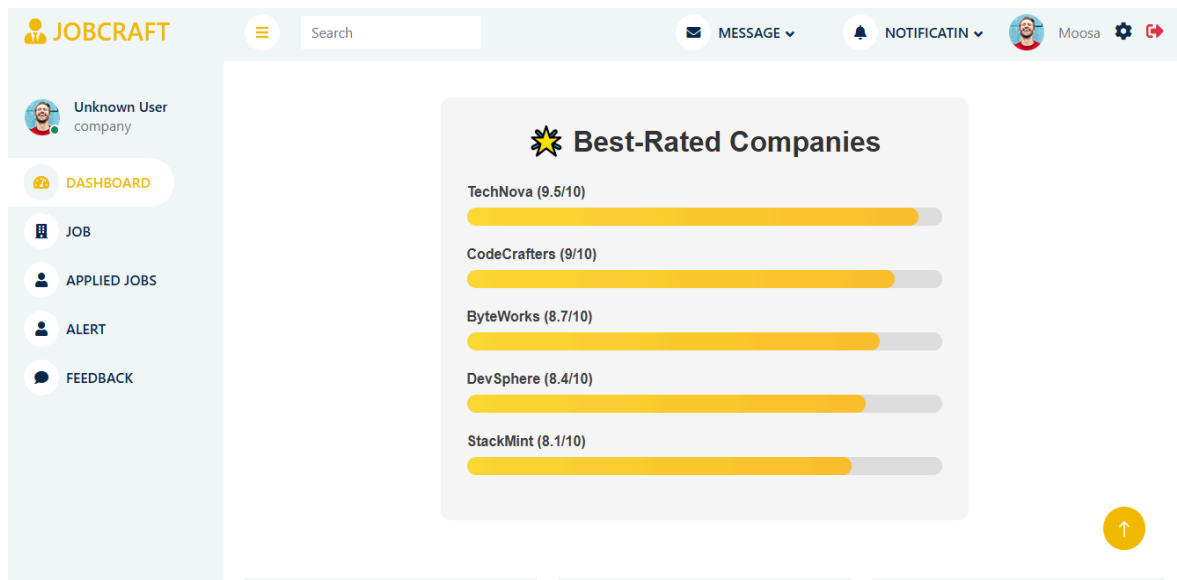 JOBCRAFT
Search
MESSAGE
NOTIFICATIN
Moosa
Unknown User
company
DASHBOARD
JOB
APPLIED JOBS
ALERT
FEEDBACK
Best-Rated Companies
TechNova (9.5/10)
CodeCrafters (9/10)
ByteWorks (8.7/10)
DevSphere (8.4/10)
StackMint (8.1/10)